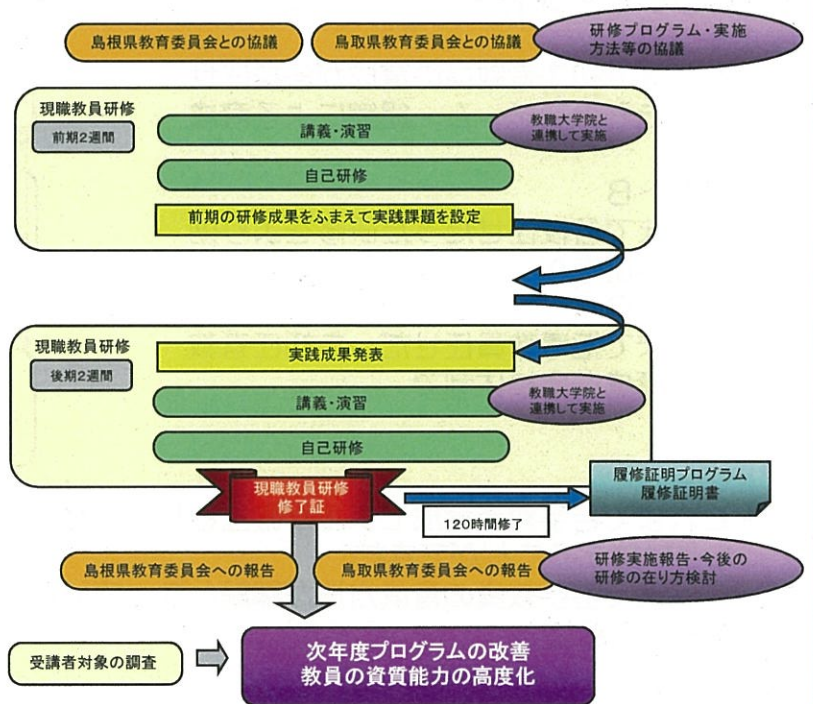 島根県教育委員会との協議
鳥取県教育委員会との協議
研修プログラム・実施
方法等の協議
現職教員研修
前期2週間
講義・演習
教職大学院と
連携して実施
自己研修
前期の研修成果をふまえて実践課題を設定
現職教員研修
後期2週間
実践成果発表
講義・演習
教職大学院と
連携して実施
自己研修
現職教員研修
修了証
120時間修了
履修証明プログラム
履修証明書
島根県教育委員会への報告
鳥取県教育委員会への報告
研修実施報告・今後の
研修の在り方検討
受講者対象の調査
次年度プログラムの改善
教員の資質能力の高度化